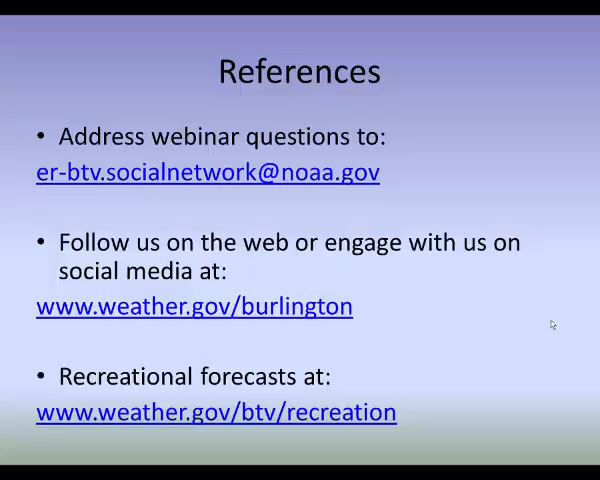 References
• Address webinar questions to:
er-btv.socialnetwork@noaa.gov
• Follow us on the web or engage with us on
social media at:
www.weather.gov/burlington
• Recreational forecasts at:
www.weather.gov/btv/recreation